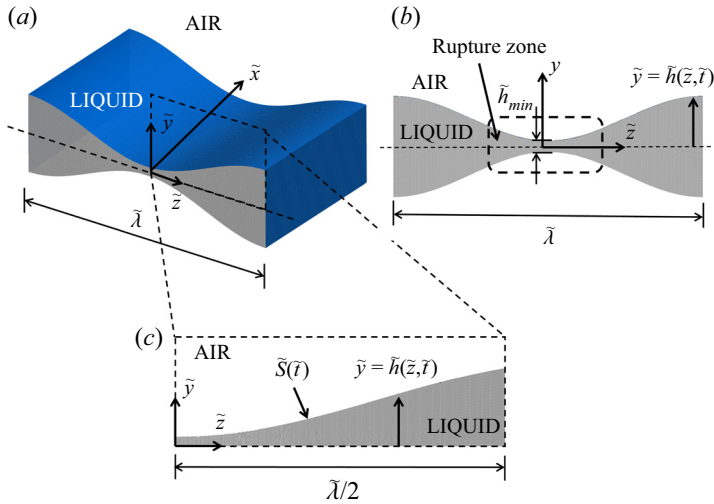 (a)
AIR
x̃
LIQUID
ỹ
z̃
λ̃
(b)
Rupture zone
y
AIR
h̃min
ỹ = h̃(z̃,t̃)
LIQUID
z̃
λ̃
(c)
AIR
S̃(t̃)
ỹ = h̃(z̃,t̃)
ỹ
z̃
LIQUID
λ̃/2